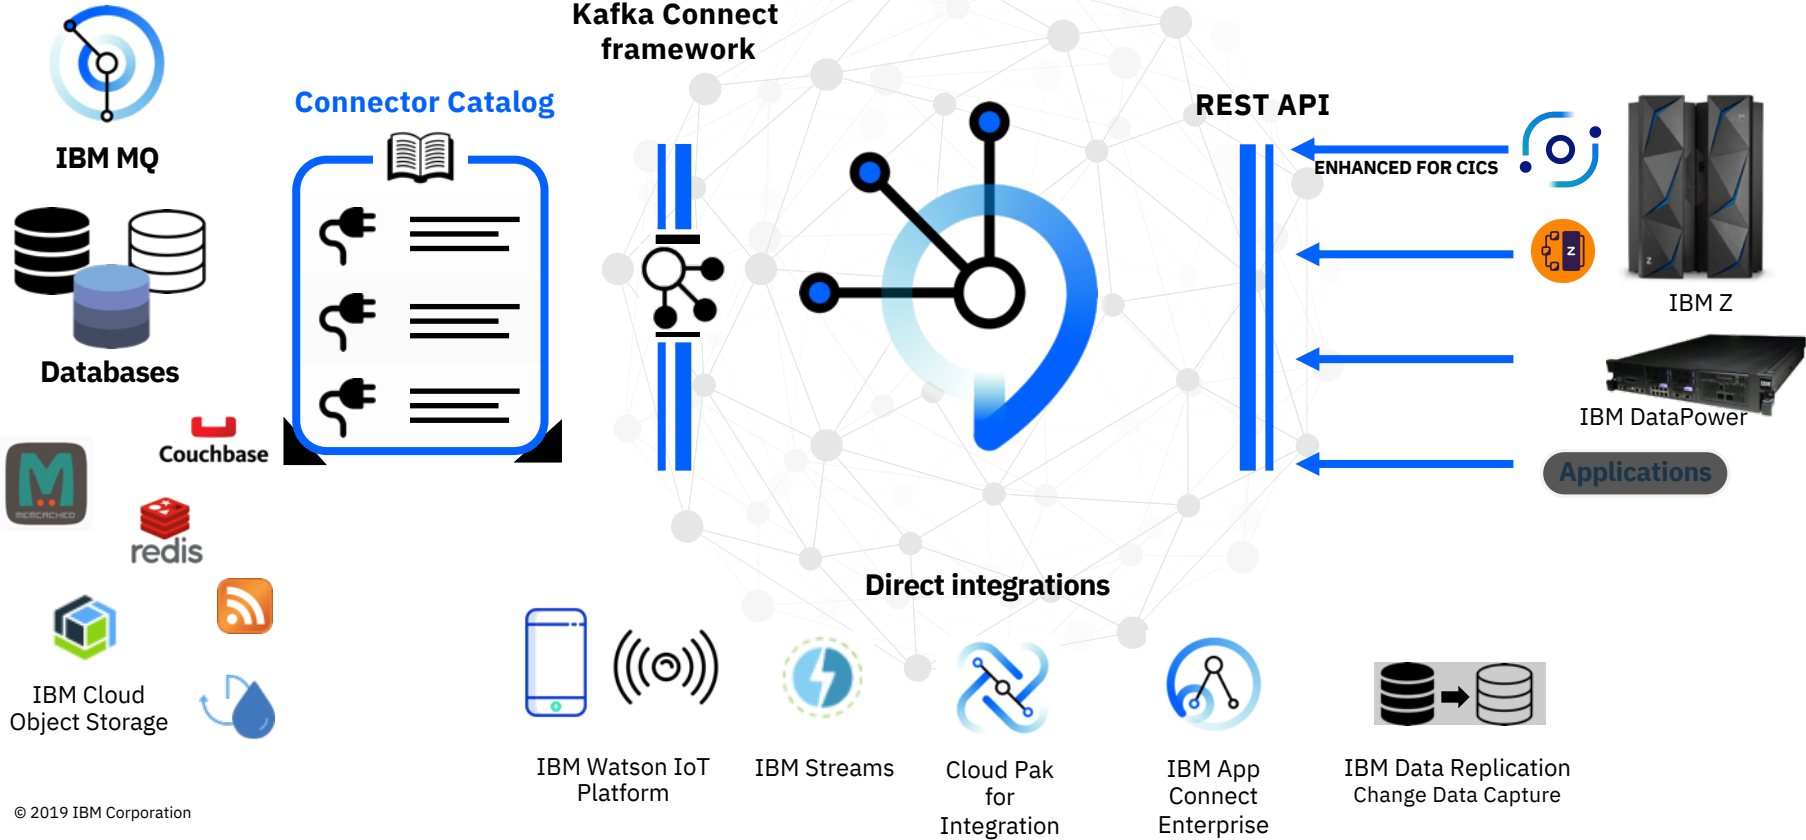 Kafka Connect
framework
Connector Catalog
REST API
IBM MQ
ENHANCED FOR CICS
Z
Z
IBM Z
Databases
IBM
IBM DataPower
Couchbase
Applications
MEMCACHED
redis
Direct integrations
IBM Cloud
Object Storage
IBM Watson IoT
Platform
IBM Streams
Cloud Pak
for
Integration
IBM App
Connect
Enterprise
IBM Data Replication
Change Data Capture
© 2019 IBM Corporation